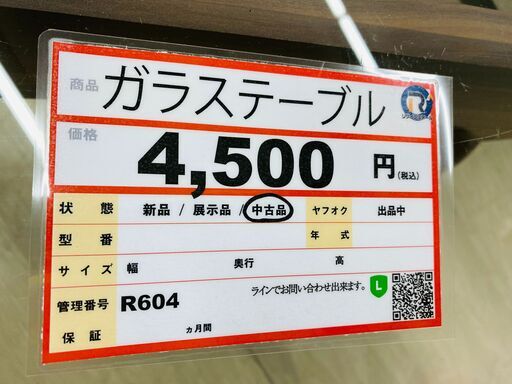 商品 ガラステーブル
価格 4,500 円 (税込)
状態 新品 / 展示品 / 中古品 ヤフオク 出品中
型番 年式
サイズ 幅 奥行 高
管理番号 R604 ラインでお問い合わせ出来ます。 L
保証 ヵ月間